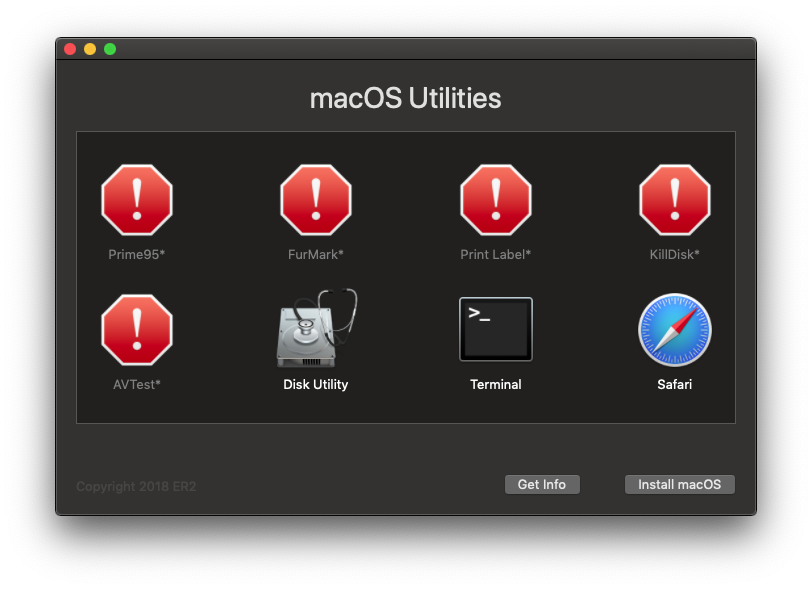 macOS Utilities
Prime95* FurMark* Print Label* KillDisk*
>_
AVTest* Disk Utility Terminal Safari
Copyright 2018 ER2 Get Info Install macOS